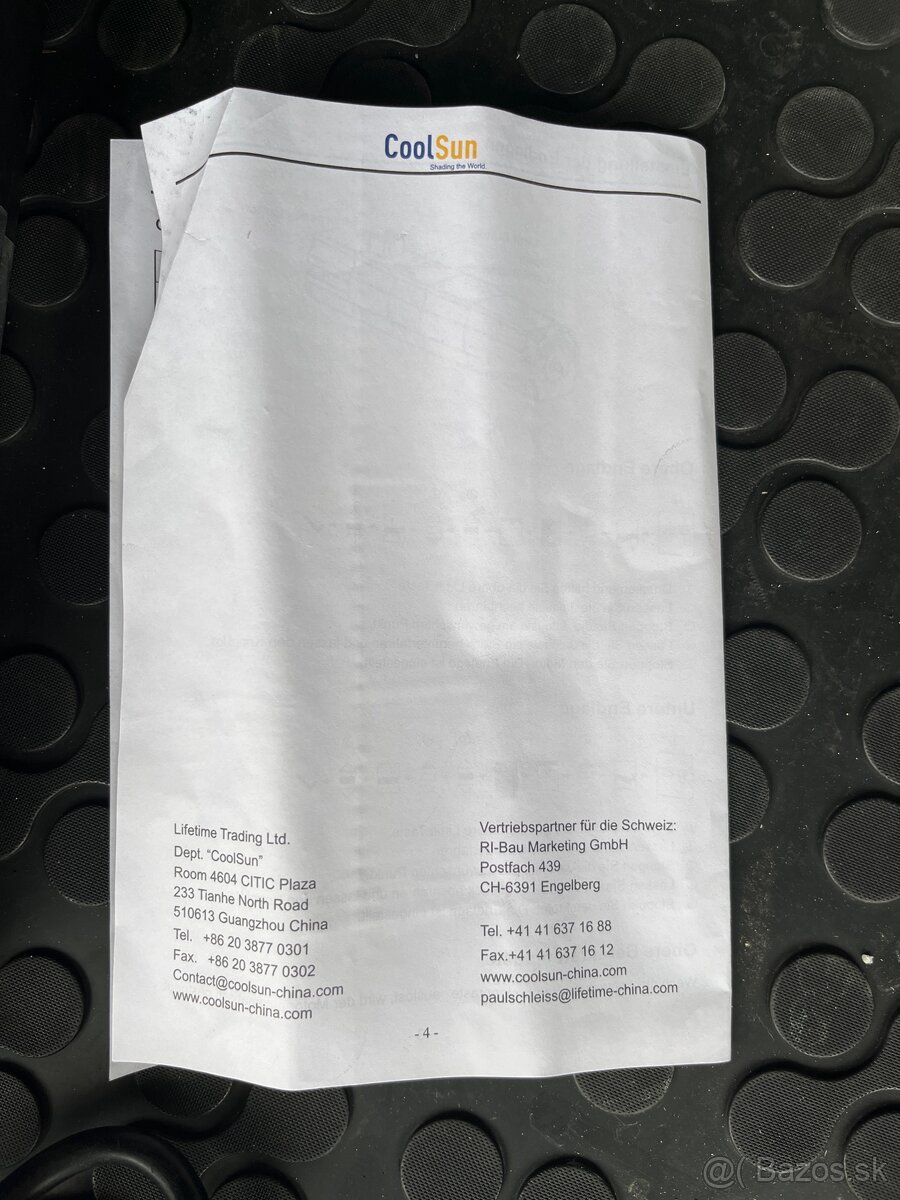 CoolSun
Shading the World.
Lifetime Trading Ltd.
Dept. “CoolSun”
Room 4604 CITIC Plaza
233 Tianhe North Road
510613 Guangzhou China
Tel. +86 20 3877 0301
Fax. +86 20 3877 0302
Contact@coolsun-china.com
www.coolsun-china.com
Vertriebspartner für die Schweiz:
RI-Bau Marketing GmbH
Postfach 439
CH-6391 Engelberg
Tel. +41 41 637 16 88
Fax.+41 41 637 16 12
www.coolsun-china.com
paulschleiss@lifetime-china.com
- 4 -
@( Bazos.sk